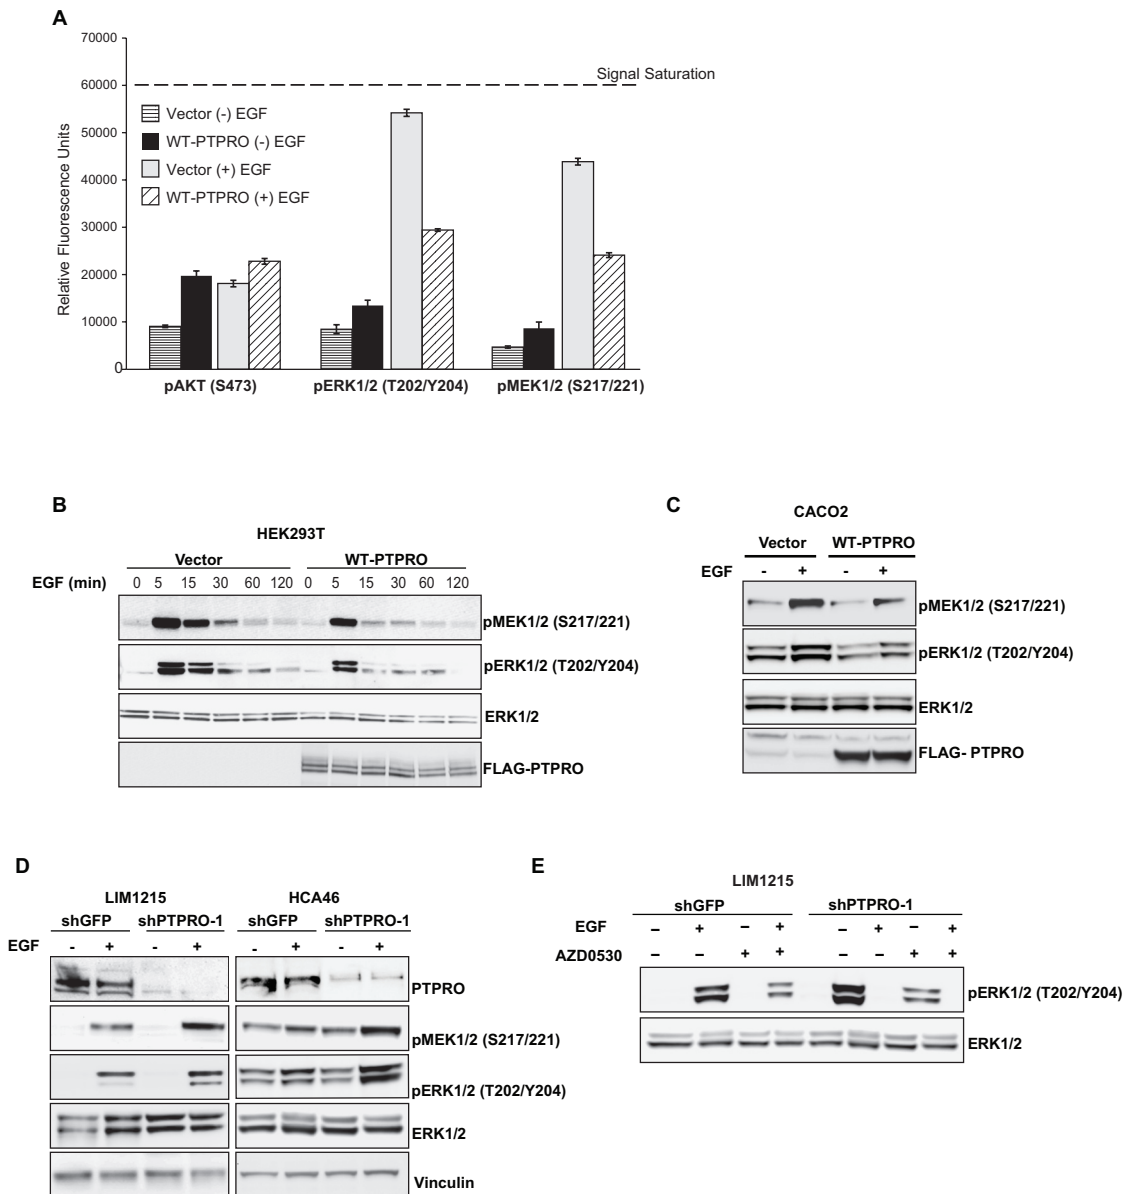 A
70000
60000
50000
40000
30000
20000
10000
0
Relative Fluorescence Units
Signal Saturation
Vector (-) EGF
WT-PTPRO (-) EGF
Vector (+) EGF
WT-PTPRO (+) EGF
pAKT (S473) pERK1/2 (T202/Y204) pMEK1/2 (S217/221)
B
HEK293T
Vector WT-PTPRO
EGF (min) 0 5 15 30 60 120 0 5 15 30 60 120
pMEK1/2 (S217/221)
pERK1/2 (T202/Y204)
ERK1/2
FLAG-PTPRO
C
CACO2
Vector WT-PTPRO
EGF - + - +
pMEK1/2 (S217/221)
pERK1/2 (T202/Y204)
ERK1/2
FLAG- PTPRO
D
LIM1215 HCA46
shGFP shPTPRO-1 shGFP shPTPRO-1
EGF - + - + - + - +
PTPRO
pMEK1/2 (S217/221)
pERK1/2 (T202/Y204)
ERK1/2
Vinculin
E
LIM1215
shGFP shPTPRO-1
EGF – + – + – + – +
AZD0530 – – + + – – + +
pERK1/2 (T202/Y204)
ERK1/2